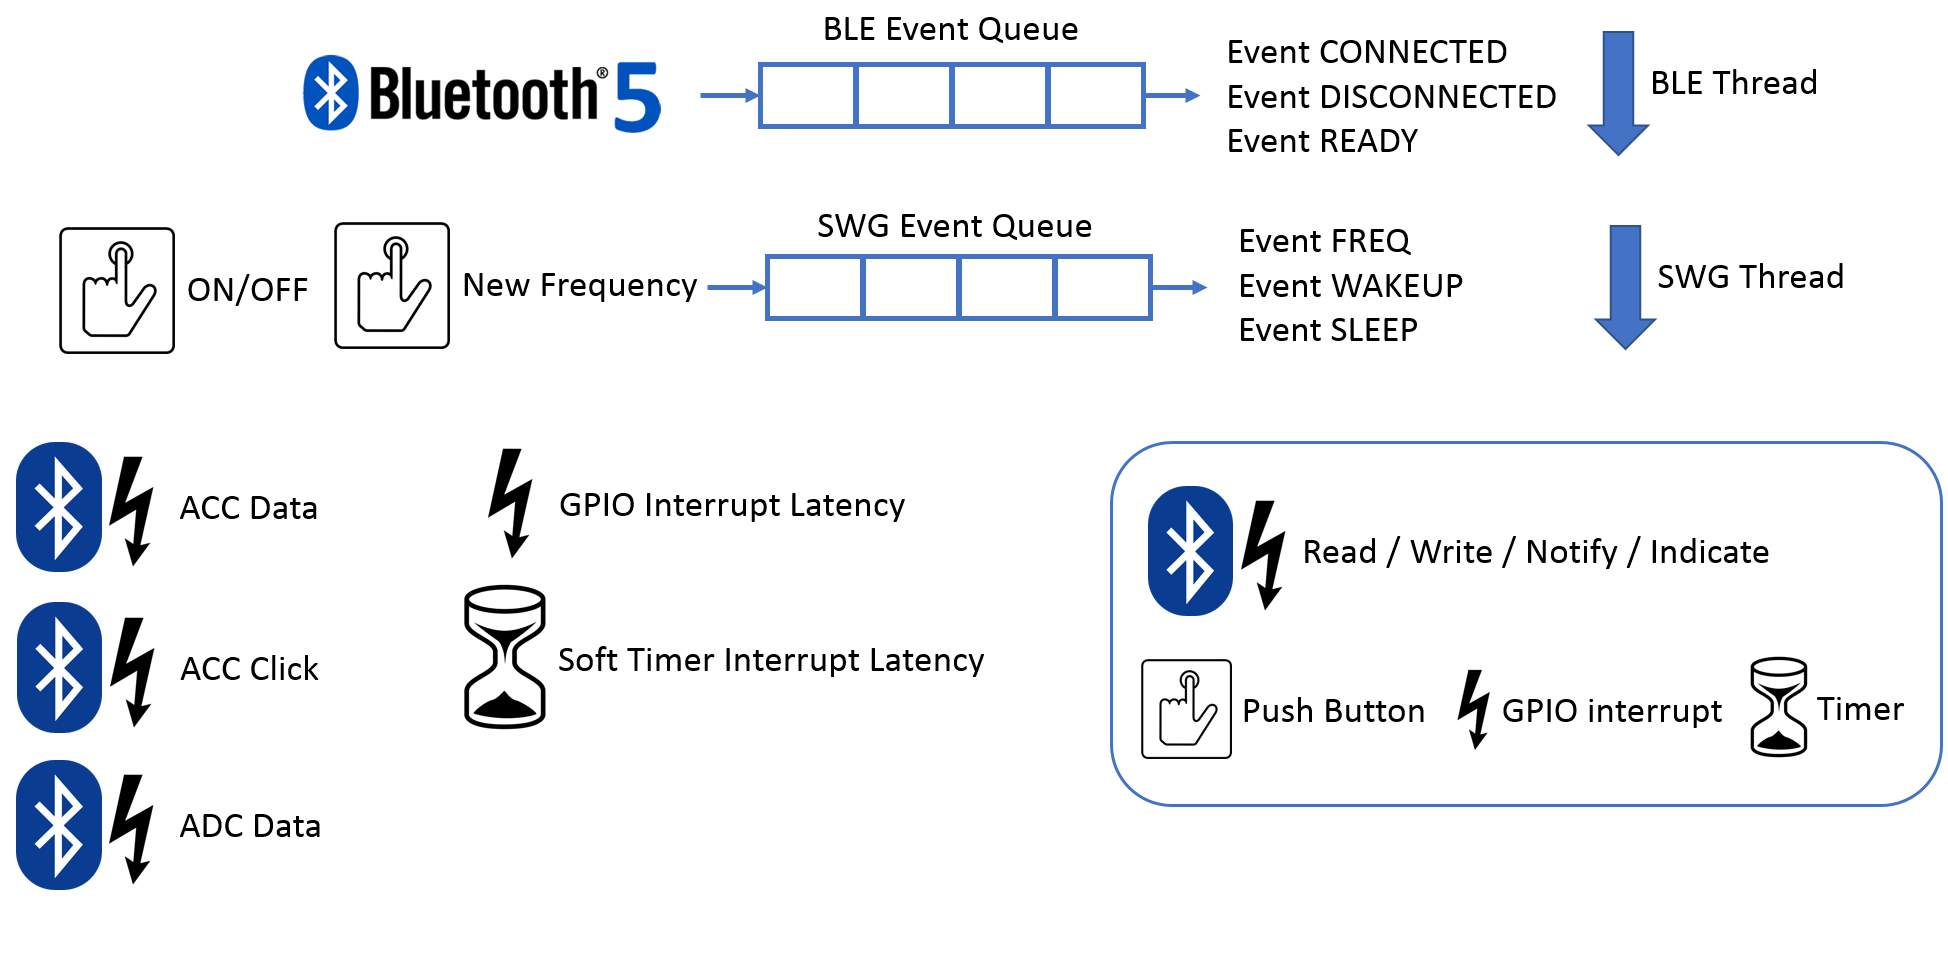 BLE Event Queue
Bluetooth® 5
Event CONNECTED
Event DISCONNECTED
Event READY
BLE Thread
SWG Event Queue
ON/OFF
New Frequency
Event FREQ
Event WAKEUP
Event SLEEP
SWG Thread
ACC Data
GPIO Interrupt Latency
ACC Click
Soft Timer Interrupt Latency
ADC Data
Read / Write / Notify / Indicate
Push Button
GPIO interrupt
Timer